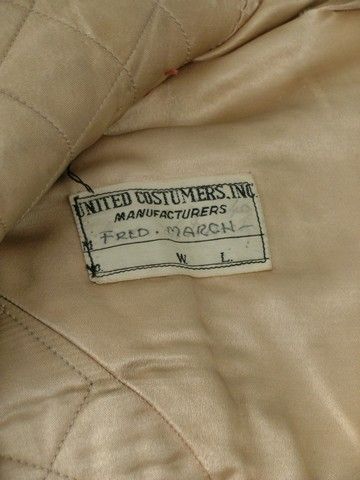 UNITED COSTUMERS, INC.
MANUFACTURERS
FRED · MARCH -
W. L.